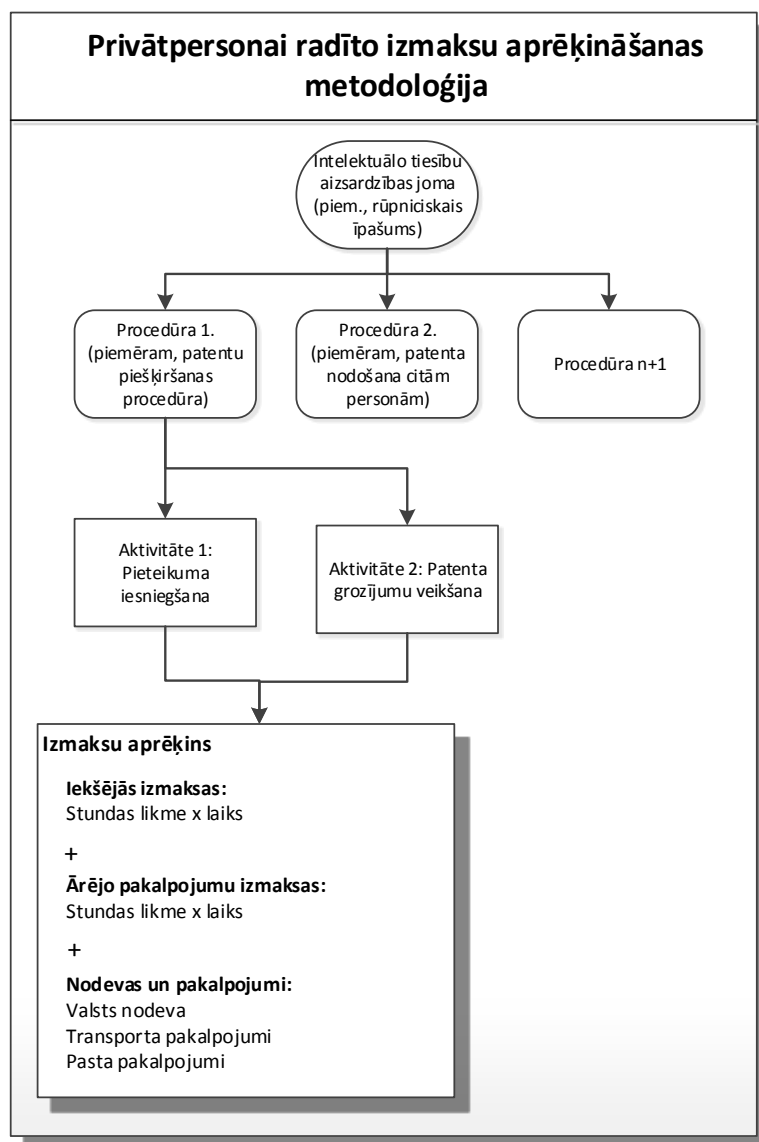 Privātpersonai radīto izmaksu aprēķināšanas
metodoloģija
Intelektuālo tiesību
aizsardzības joma
(piem., rūpniciskais
īpašums)
Procedūra 1.
(piemēram, patentu
piešķiršanas
procedūra)
Procedūra 2.
(piemēram, patenta
nodošana citām
personām)
Procedūra n+1
Aktivitāte 1:
Pieteikuma
iesniegšana
Aktivitāte 2: Patenta
grozījumu veikšana
Izmaksu aprēķins
Iekšējās izmaksas:
Stundas likme x laiks
+
Ārējo pakalpojumu izmaksas:
Stundas likme x laiks
+
Nodevas un pakalpojumi:
Valsts nodeva
Transporta pakalpojumi
Pasta pakalpojumi